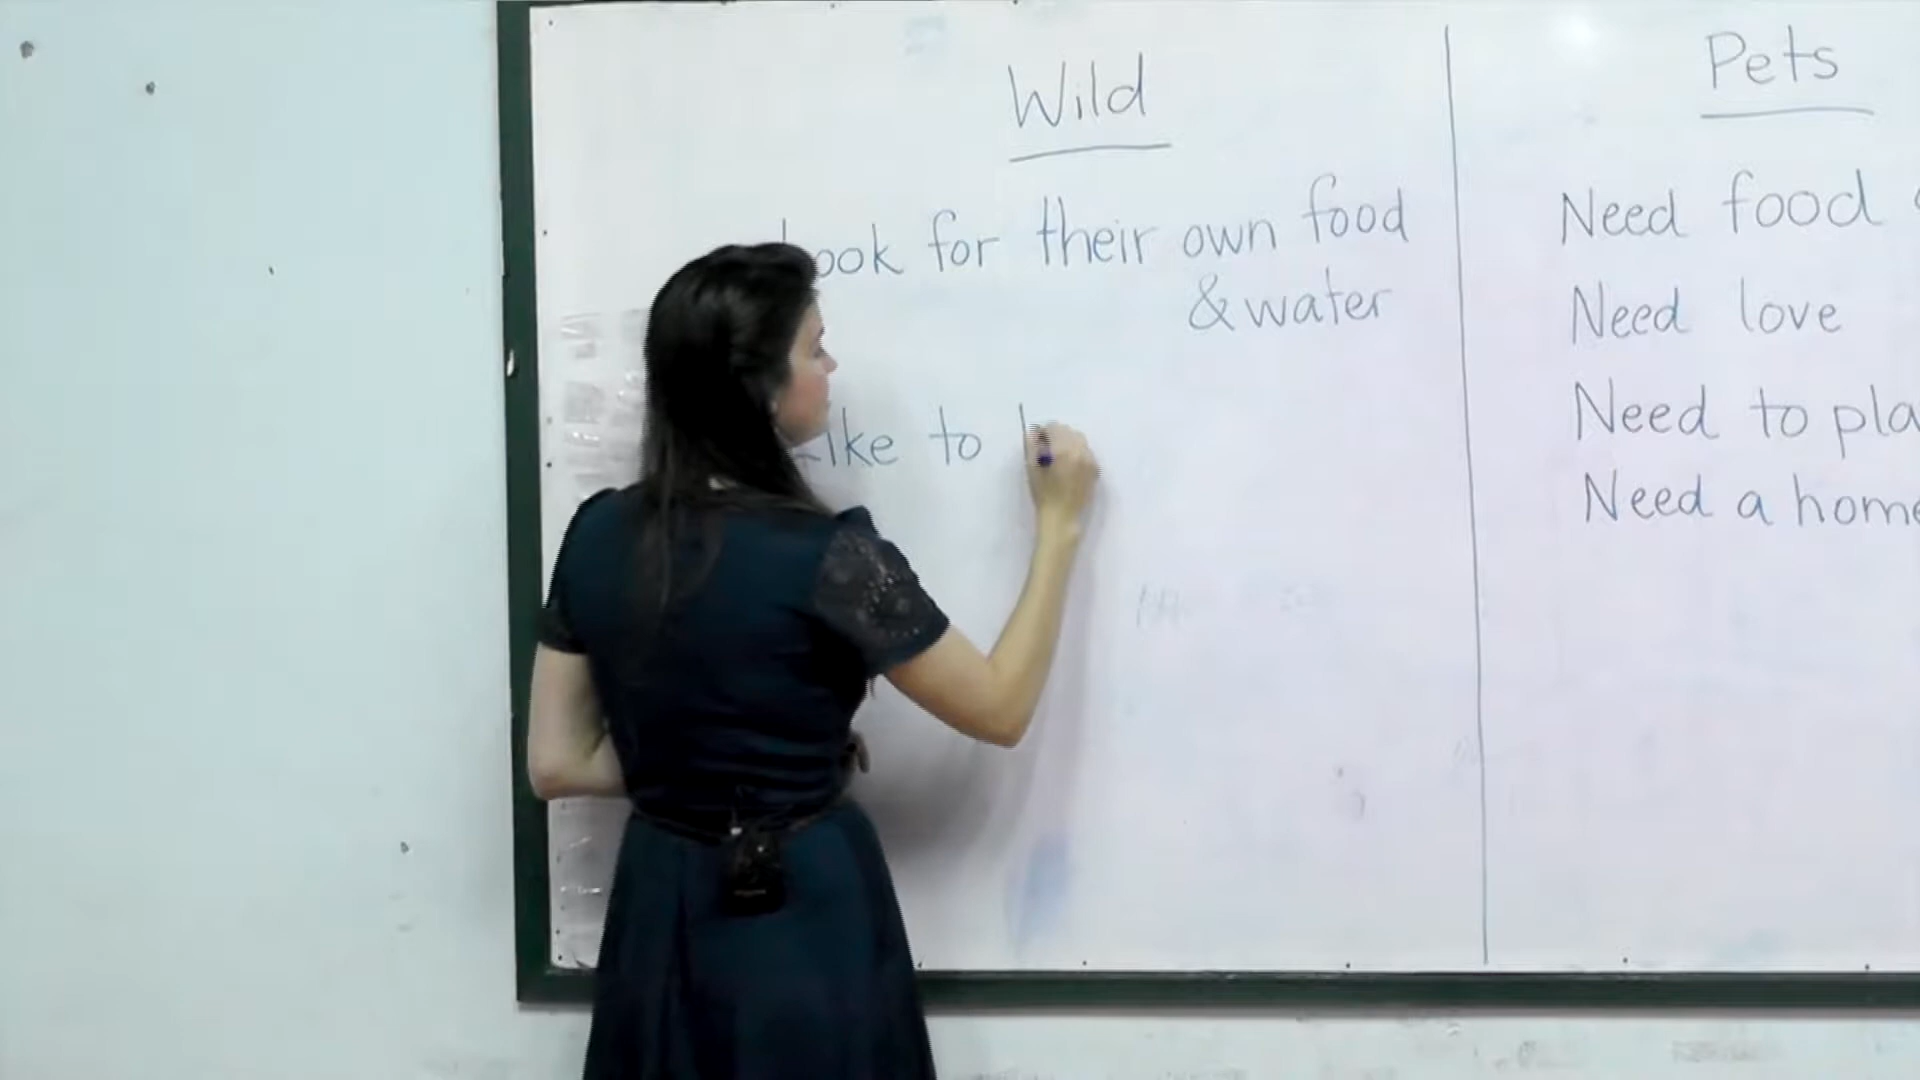 Wild
Look for their own food
& water
Like to
Pets
Need food
Need love
Need to pla
Need a home